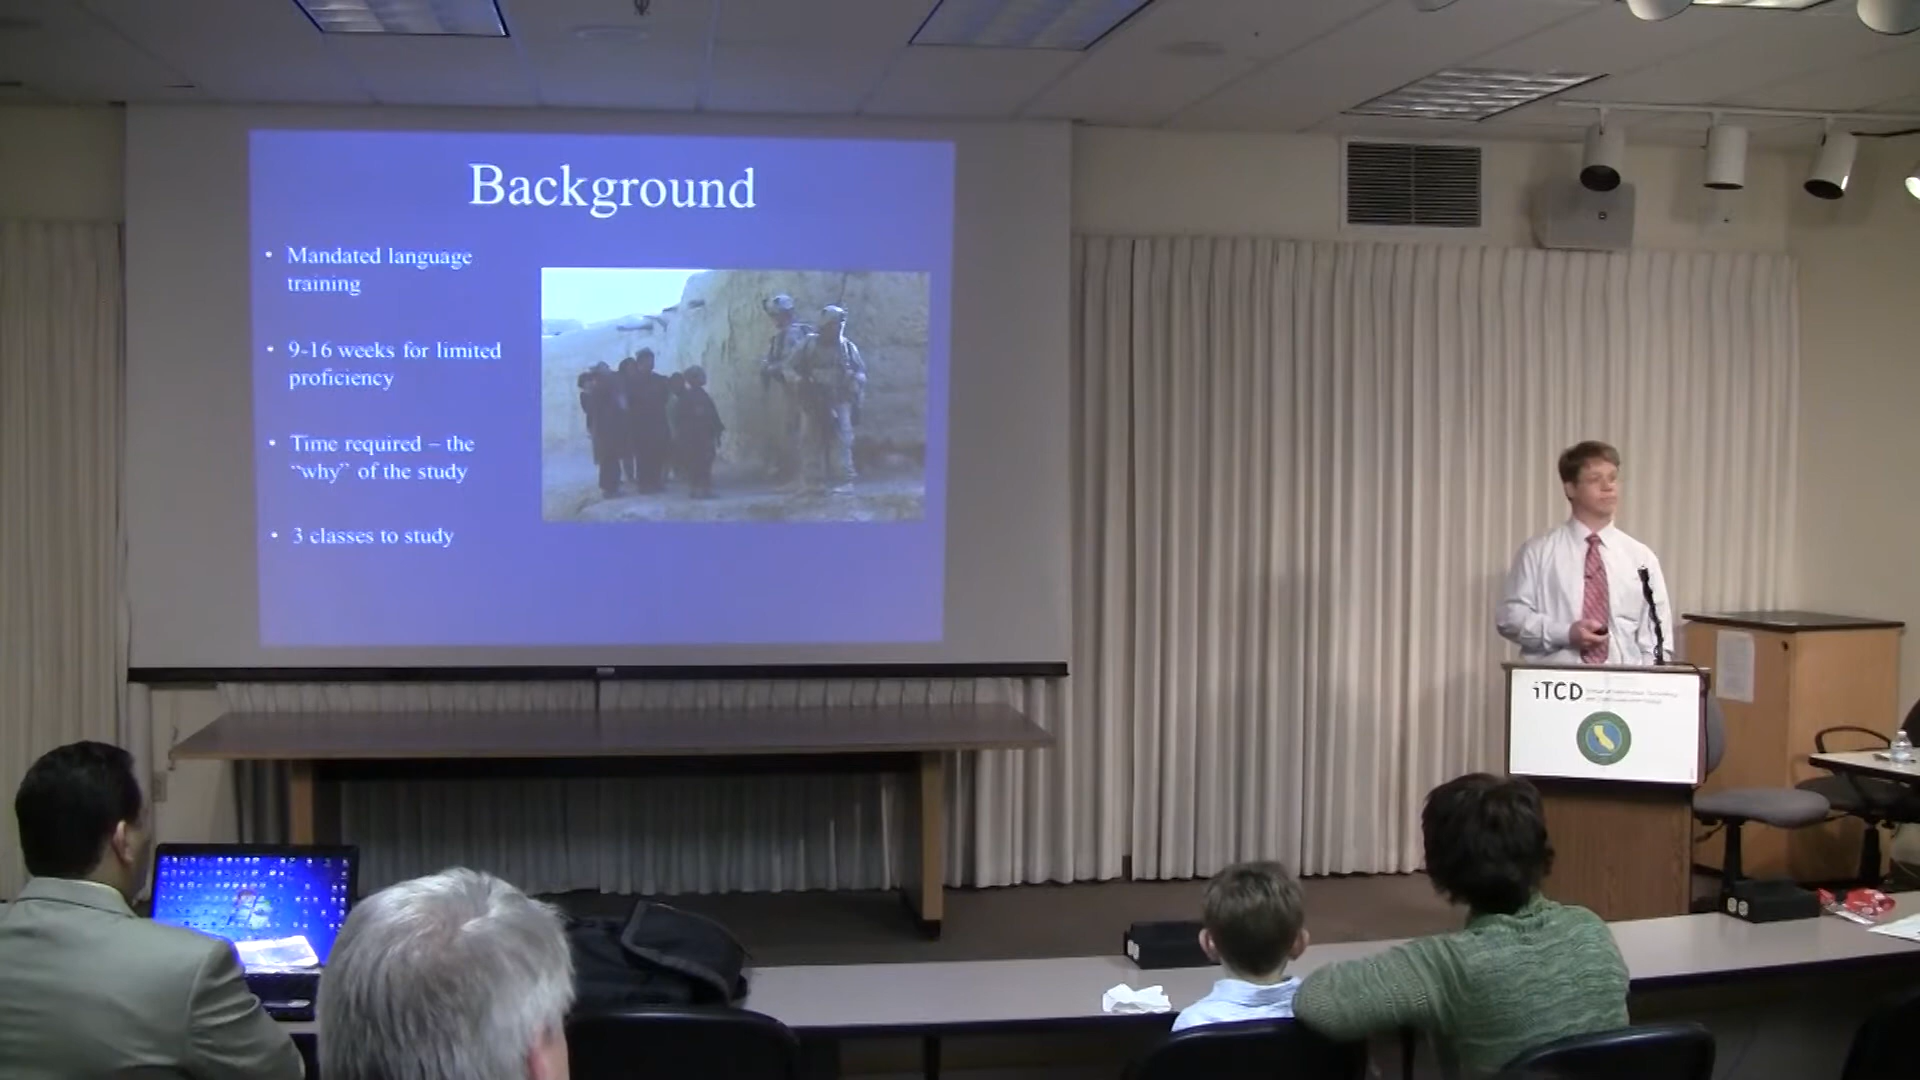 Background
• Mandated language
training
• 9-16 weeks for limited
proficiency
• Time required – the
“why” of the study
• 3 classes to study
iTCD